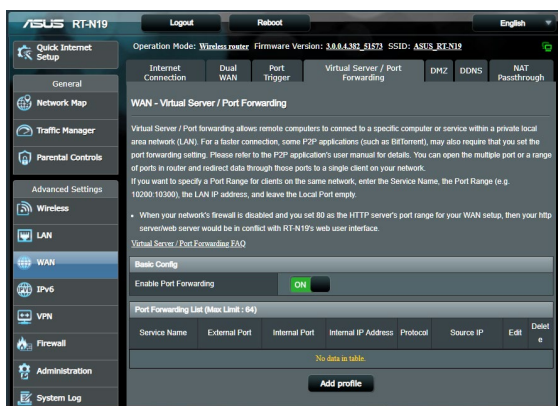 ASUS RT-N19
Logout
Reboot
English
Quick Internet
Setup
General
Network Map
Traffic Manager
Parental Controls
Advanced Settings
Wireless
LAN
WAN
IPv6
VPN
Firewall
Administration
System Log
Operation Mode: Wireless router Firmware Version: 3.0.0.4.382_51573 SSID: ASUS_RT-N19
Internet
Connection
Dual
WAN
Port
Trigger
Virtual Server / Port
Forwarding
DMZ
DDNS
NAT
Passthrough
WAN - Virtual Server / Port Forwarding
Virtual Server / Port forwarding allows remote computers to connect to a specific computer or service within a private local
area network (LAN). For a faster connection, some P2P applications (such as BitTorrent), may also require that you set the
port forwarding setting. Please refer to the P2P application's user manual for details. You can open the multiple port or a range
of ports in router and redirect data through those ports to a single client on your network.
If you want to specify a Port Range for clients on the same network, enter the Service Name, the Port Range (e.g.
10200:10300), the LAN IP address, and leave the Local Port empty.
• When your network's firewall is disabled and you set 80 as the HTTP server's port range for your WAN setup, then your http
server/web server would be in conflict with RT-N19's web user interface.
Virtual Server / Port Forwarding FAQ
Basic Config
Enable Port Forwarding
ON
Port Forwarding List (Max Limit : 64)
Service Name
External Port
Internal Port
Internal IP Address
Protocol
Source IP
Edit
Delet
e
No data in table.
Add profile